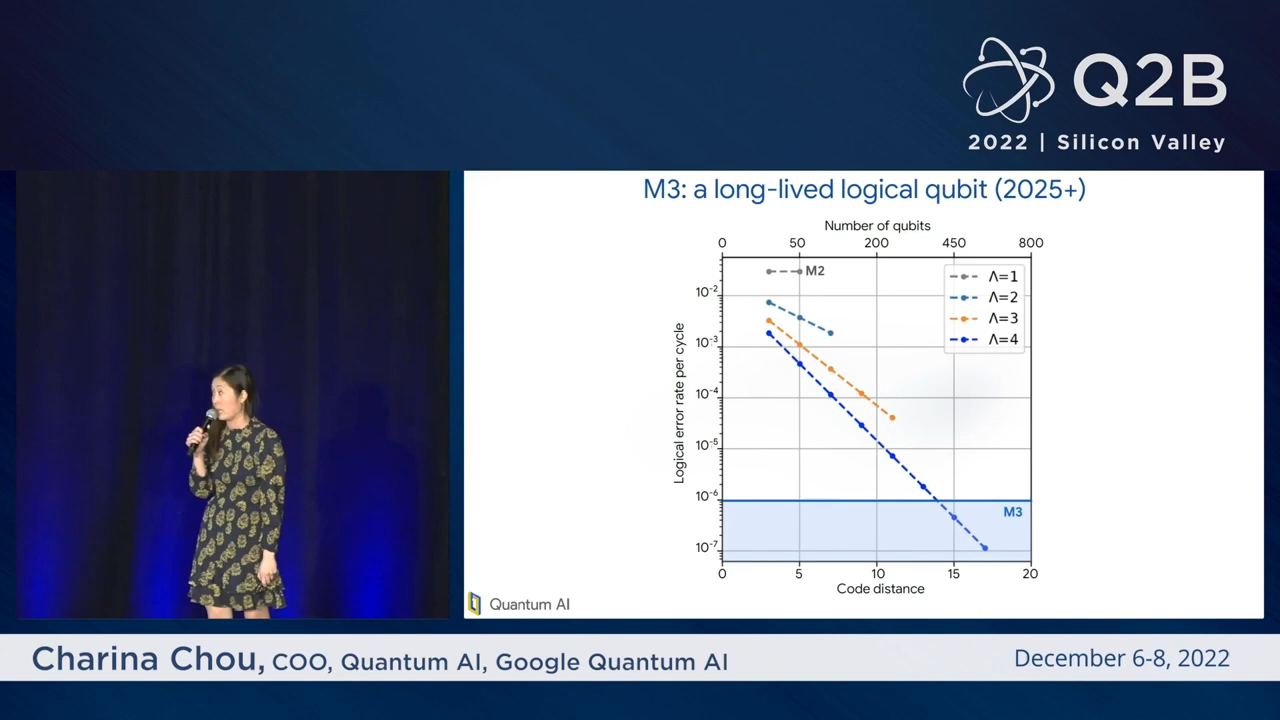 Q2B
2022 | Silicon Valley
M3: a long-lived logical qubit (2025+)
Number of qubits
0 50 200 450 800
M2
Λ=1
Λ=2
Λ=3
Λ=4
10⁻²
10⁻³
10⁻⁴
10⁻⁵
10⁻⁶
10⁻⁷
Logical error rate per cycle
M3
0 5 10 15 20
Code distance
Quantum AI
Charina Chou, COO, Quantum AI, Google Quantum AI
December 6-8, 2022